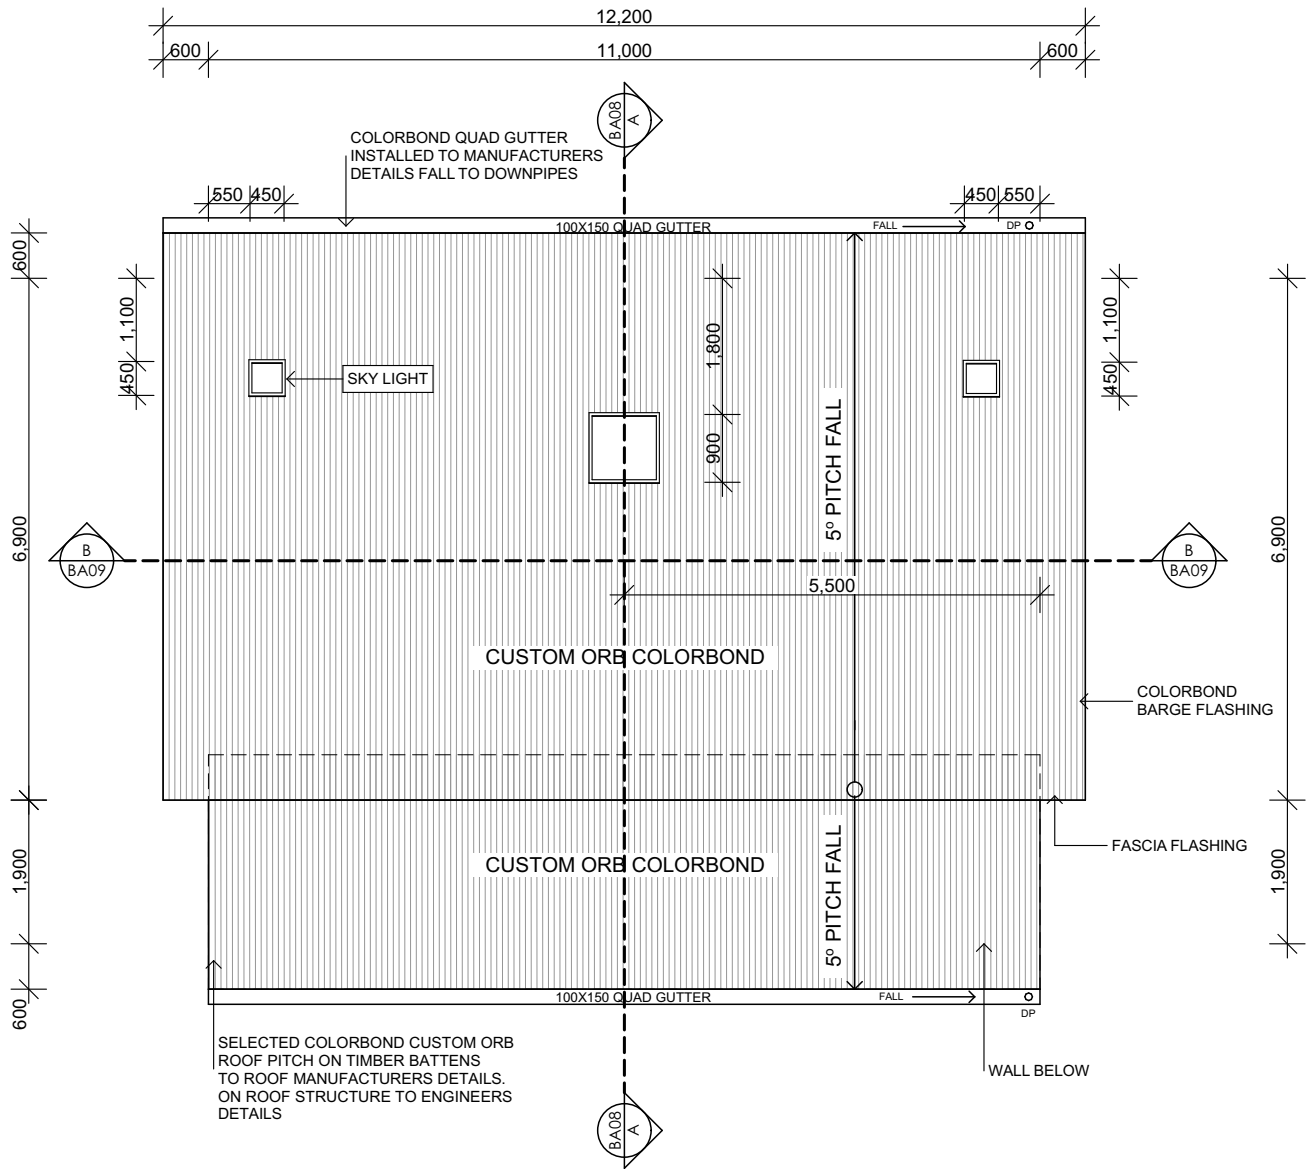 12,200
600
11,000
600
BA08
A
COLORBOND QUAD GUTTER
INSTALLED TO MANUFACTURERS
DETAILS FALL TO DOWNPIPES
550
450
450
550
100X150 QUAD GUTTER
FALL
DP
600
1,100
450
SKY LIGHT
1,800
900
1,100
450
5º PITCH FALL
6,900
6,900
B
BA09
B
BA09
5,500
CUSTOM ORB COLORBOND
COLORBOND
BARGE FLASHING
FASCIA FLASHING
1,900
CUSTOM ORB COLORBOND
5º PITCH FALL
1,900
600
100X150 QUAD GUTTER
FALL
DP
SELECTED COLORBOND CUSTOM ORB
ROOF PITCH ON TIMBER BATTENS
TO ROOF MANUFACTURERS DETAILS.
ON ROOF STRUCTURE TO ENGINEERS
DETAILS
WALL BELOW
BA08
A